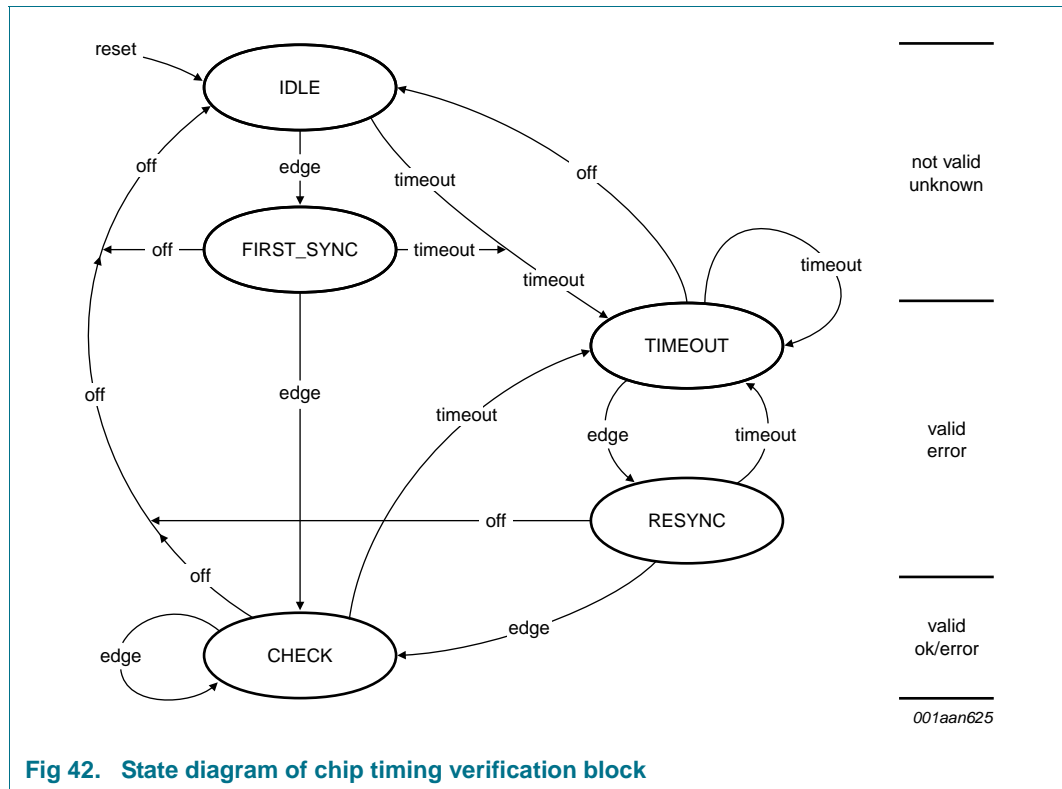 reset
IDLE
off
edge
timeout
off
not valid
unknown
off
FIRST_SYNC
timeout
timeout
timeout
TIMEOUT
off
edge
timeout
edge
timeout
valid
error
off
RESYNC
off
edge
valid
ok/error
edge
CHECK
001aan625
Fig 42. State diagram of chip timing verification block